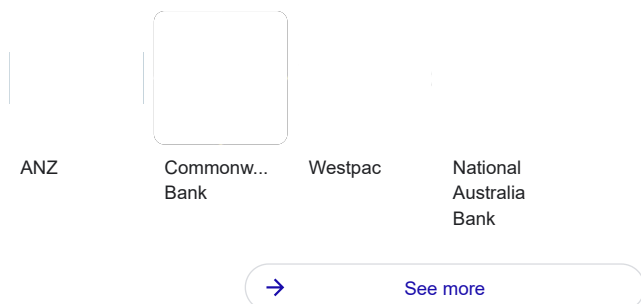 ANZ
Commonw...
Bank
Westpac
National
Australia
Bank
See more